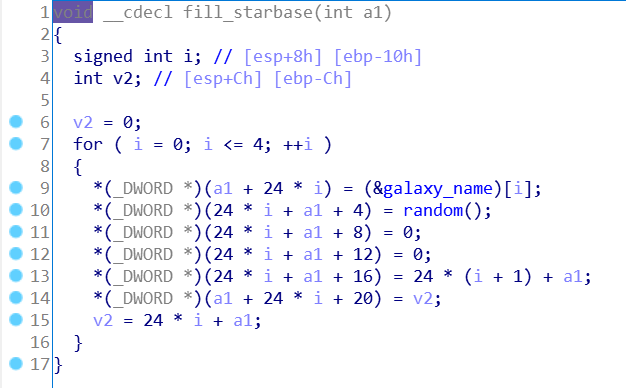 1 void __cdecl fill_starbase(int a1)
2 {
3 signed int i; // [esp+8h] [ebp-10h]
4 int v2; // [esp+Ch] [ebp-Ch]
5
6 v2 = 0;
7 for ( i = 0; i <= 4; ++i )
8 {
9 *(_DWORD *)(a1 + 24 * i) = (&galaxy_name)[i];
10 *(_DWORD *)(24 * i + a1 + 4) = random();
11 *(_DWORD *)(24 * i + a1 + 8) = 0;
12 *(_DWORD *)(24 * i + a1 + 12) = 0;
13 *(_DWORD *)(24 * i + a1 + 16) = 24 * (i + 1) + a1;
14 *(_DWORD *)(a1 + 24 * i + 20) = v2;
15 v2 = 24 * i + a1;
16 }
17 }